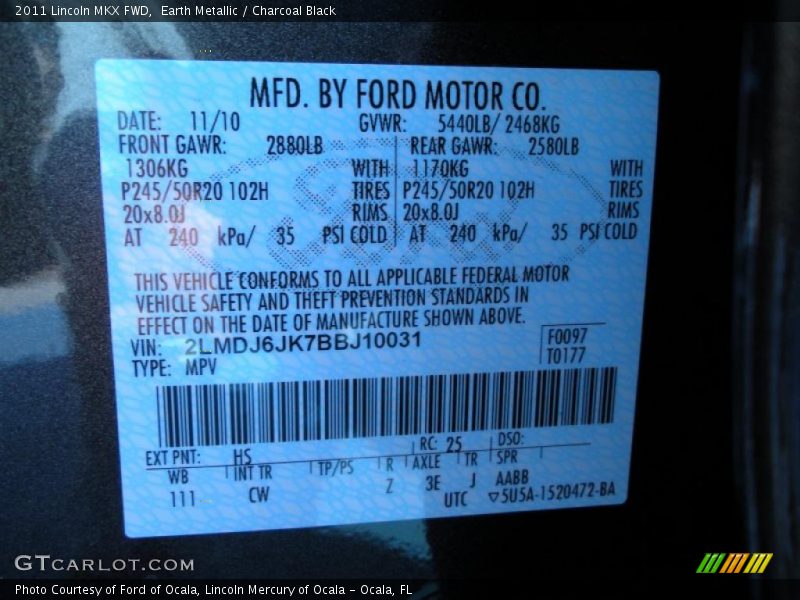 2011 Lincoln MKX FWD,  Earth Metallic / Charcoal Black
MFD. BY FORD MOTOR CO.
DATE: 11/10 GVWR: 5440LB/ 2468KG
FRONT GAWR: 2880LB REAR GAWR: 2580LB
1306KG WITH 1170KG WITH
P245/50R20 102H TIRES P245/50R20 102H TIRES
20x8.0J RIMS 20x8.0J RIMS
AT 240 kPa/ 35 PSI COLD AT 240 kPa/ 35 PSI COLD
THIS VEHICLE CONFORMS TO ALL APPLICABLE FEDERAL MOTOR
VEHICLE SAFETY AND THEFT PREVENTION STANDARDS IN
EFFECT ON THE DATE OF MANUFACTURE SHOWN ABOVE.
VIN: 2LMDJ6JK7BBJ10031 F0097
TYPE: MPV T0177
EXT PNT: HS RC: 25 DSO:
WB INT TR TP/PS R AXLE TR SPR
111 CW Z 3E J AABB
UTC ▽5U5A-1520472-BA
GTCARLOT.COM
Photo Courtesy of Ford of Ocala, Lincoln Mercury of Ocala – Ocala, FL